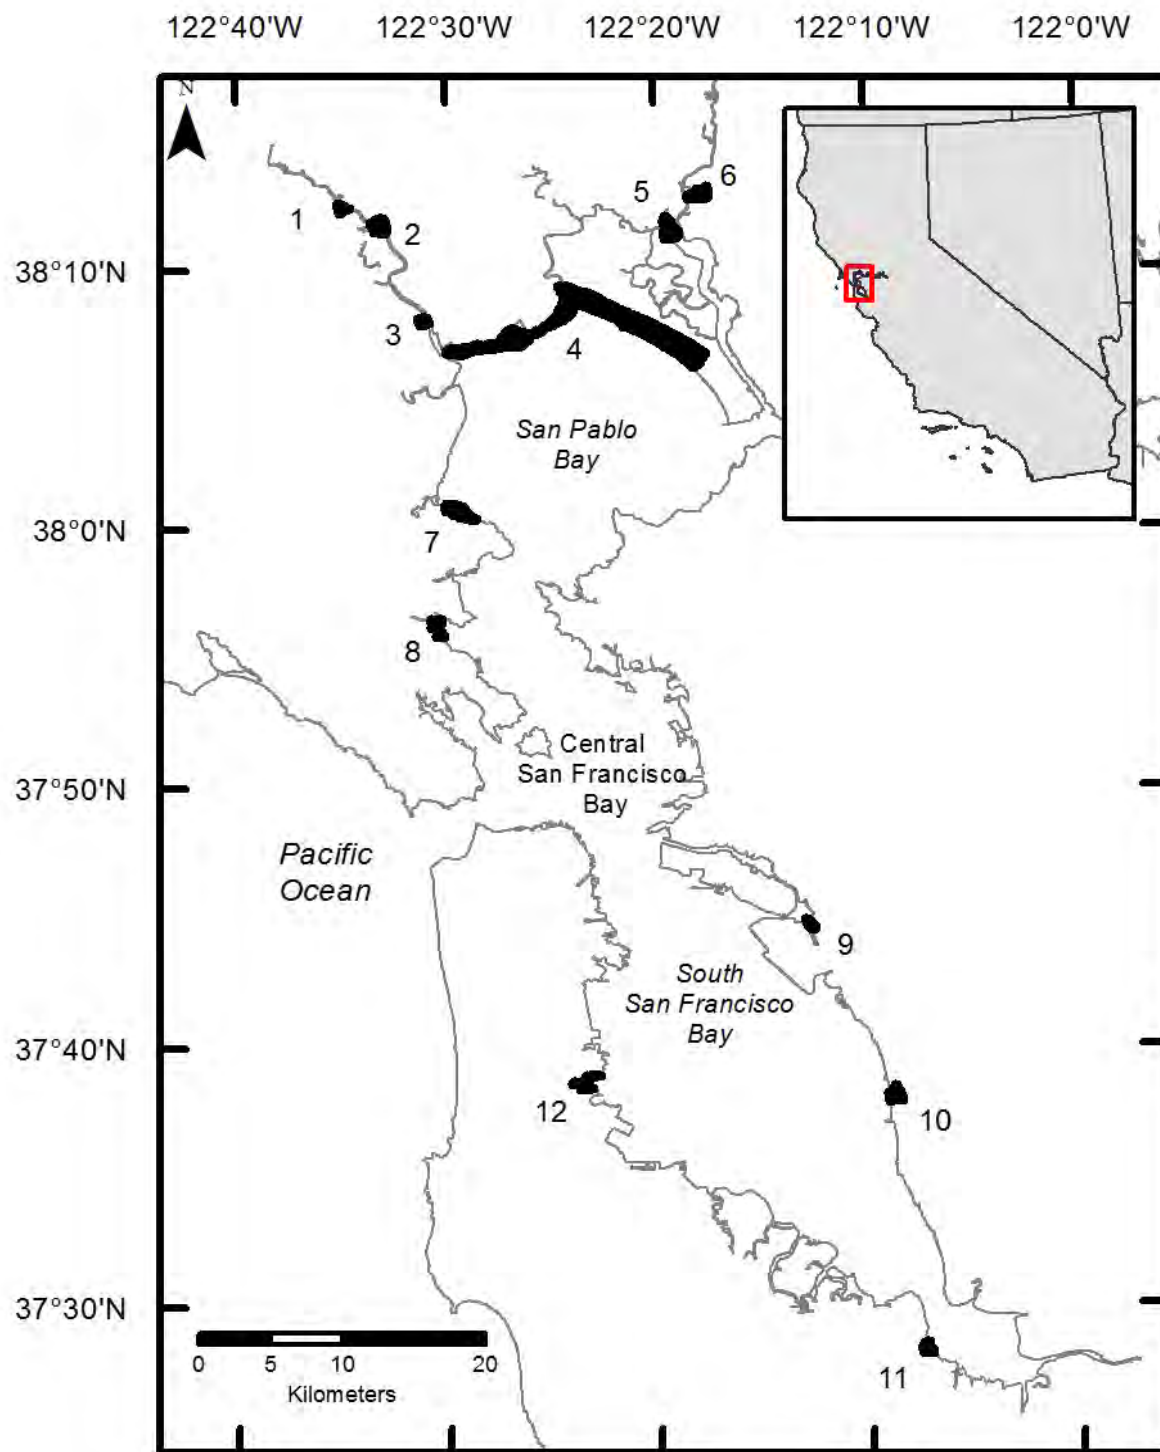 122°40'W 122°30'W 122°20'W 122°10'W 122°0'W
N
6
5
1
2
38°10'N
3
4
San Pablo
Bay
38°0'N
7
8
Central
San Francisco
Bay
37°50'N
Pacific
Ocean
9
South
San Francisco
Bay
37°40'N
12
10
37°30'N
0 5 10 20
Kilometers
11